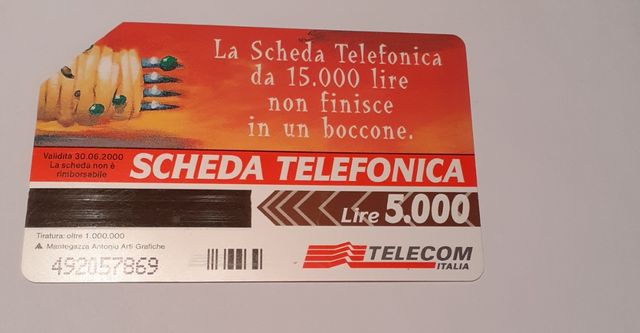 La Scheda Telefonica
da 15.000 lire
non finisce
in un boccone.
Validità 30.06.2000
La scheda non è
rimborsabile
SCHEDA TELEFONICA
Lire 5.000
Tiratura: oltre 1.000.000
Mantegazza Antonio Arti Grafiche
492057869
TELECOM
ITALIA